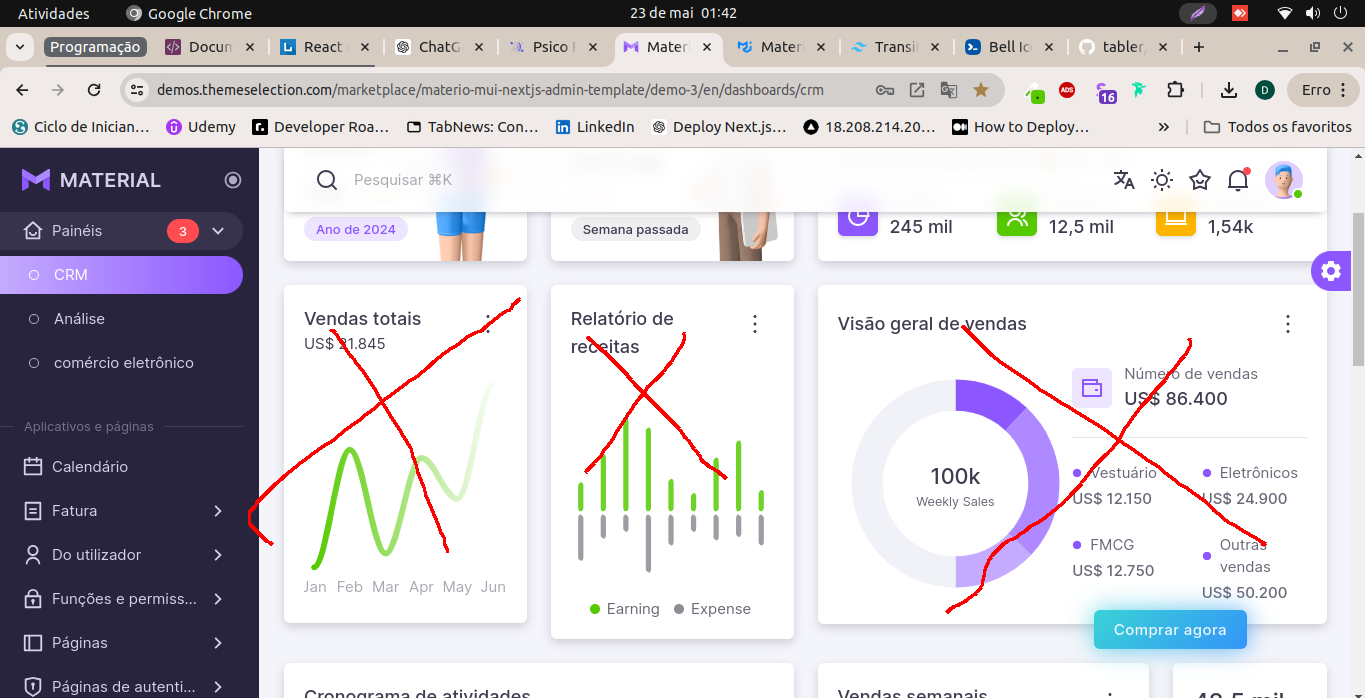 Atividades
Google Chrome
23 de mai 01:42
Programação
Docum
React
ChatG
Psico
Materi
Materi
Transi
Bell Ic
tabler
demos.themeselection.com/marketplace/materio-mui-nextjs-admin-template/demo-3/en/dashboards/crm
ADS
16
D
Erro
Ciclo de Inician...
Udemy
Developer Roa...
TabNews: Con...
LinkedIn
Deploy Next.js...
18.208.214.20...
How to Deploy...
Todos os favoritos
MATERIAL
Painéis
3
CRM
Análise
comércio eletrônico
Aplicativos e páginas
Calendário
Fatura
Do utilizador
Funções e permiss...
Páginas
Páginas de autenti...
Pesquisar ⌘K
Ano de 2024
Semana passada
245 mil
12,5 mil
1,54k
Vendas totais
US$ 21.845
Jan Feb Mar Apr May Jun
Relatório de
receitas
Earning
Expense
Visão geral de vendas
100k
Weekly Sales
Número de vendas
US$ 86.400
Vestuário
US$ 12.150
Eletrônicos
US$ 24.900
FMCG
US$ 12.750
Outras
vendas
US$ 50.200
Comprar agora
Cronograma de atividades
Vendas semanais